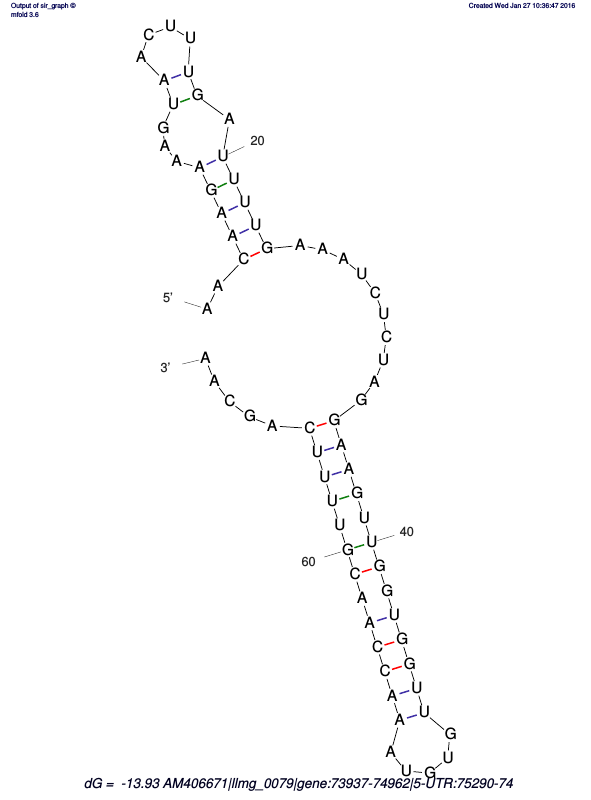 Output of sir_graph ©
mfold 3.6
Created Wed Jan 27 10:36:47 2016
5'
A A C A A G A A A G U A A C U U U G A U
20
U U U G A A A U C U C U A G G A A G U U
40
G G U G G U U G U G U A A A C C A A C G
60
U U U U C A G C A A
3'
dG = -13.93 AM406671|llmg_0079|gene:73937-74962|5-UTR:75290-74